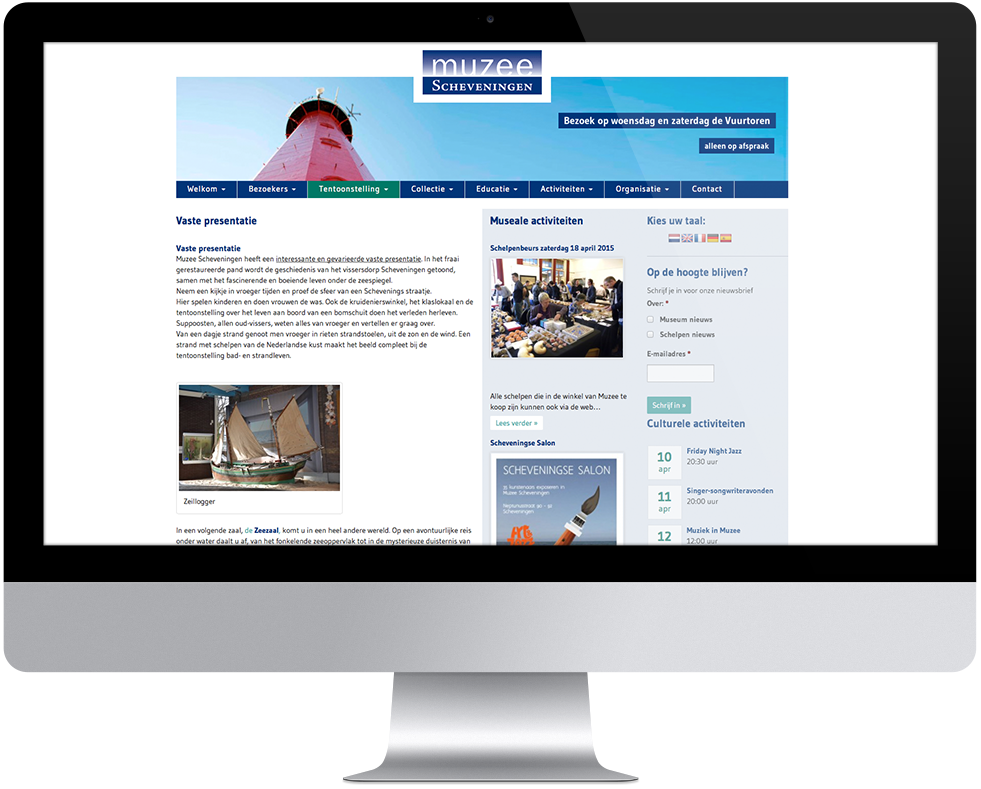 muzee
SCHEVENINGEN
Bezoek op woensdag en zaterdag de Vuurtoren
alleen op afspraak
Welkom
Bezoekers
Tentoonstelling
Collectie
Educatie
Activiteiten
Organisatie
Contact
Vaste presentatie
Vaste presentatie
Muzee Scheveningen heeft een interessante en gevarieerde vaste presentatie. In het fraai
gerestaureerde pand wordt de geschiedenis van het vissersdorp Scheveningen getoond,
samen met het fascinerende en boeiende leven onder de zeespiegel.
Neem een kijkje in vroeger tijden en proef de sfeer van een Schevenings straatje.
Hier spelen kinderen en doen vrouwen de was. Ook de kruidenierswinkel, het klaslokaal en de
tentoonstelling over het leven aan boord van een bomschuit doen het verleden herleven.
Suppoosten, allen oud-vissers, weten alles van vroeger en vertellen er graag over.
Van een dagje strand genoot men vroeger in rieten strandstoelen, uit de zon en de wind. Een
strand met schelpen van de Nederlandse kust maakt het beeld compleet bij de
tentoonstelling bad- en strandleven.
Zeillogger
In een volgende zaal, de Zeezaal, komt u in een heel andere wereld. Op een avontuurlijke reis
onder water daalt u af, van het fonkelende zeeoppervlak tot in de mysterieuze duisternis van
Museale activiteiten
Schelpenbeurs zaterdag 18 april 2015
Alle schelpen die in de winkel van Muzee te
koop zijn kunnen ook via de web...
Lees verder »
Scheveningse Salon
SCHEVENINGSE SALON
35 kunstenaars exposeren in
Muzee Scheveningen
Neptunusstraat 90 - 92
Scheveningen
Kies uw taal:
Op de hoogte blijven?
Schrijf je in voor onze nieuwsbrief
Over: *
Museum nieuws
Schelpen nieuws
E-mailadres *
Schrijf in »
Culturele activiteiten
10
apr
Friday Night Jazz
20:30 uur
11
apr
Singer-songwriteravonden
20:00 uur
12
Muziek in Muzee
12:00 uur